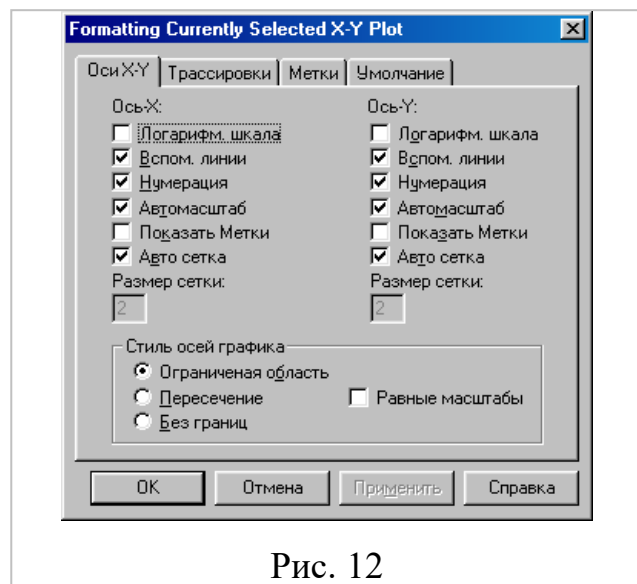 Formatting Currently Selected X-Y Plot
Оси X-Y Трассировки Метки Умолчание
Ось-X: Ось-Y:
Логарифм. шкала Логарифм. шкала
Вспом. линии Вспом. линии
Нумерация Нумерация
Автомасштаб Автомасштаб
Показать Метки Показать Метки
Авто сетка Авто сетка
Размер сетки: Размер сетки:
2 2
Стиль осей графика
Ограниченая область
Пересечение Равные масштабы
Без границ
OK Отмена Применить Справка
Рис. 12